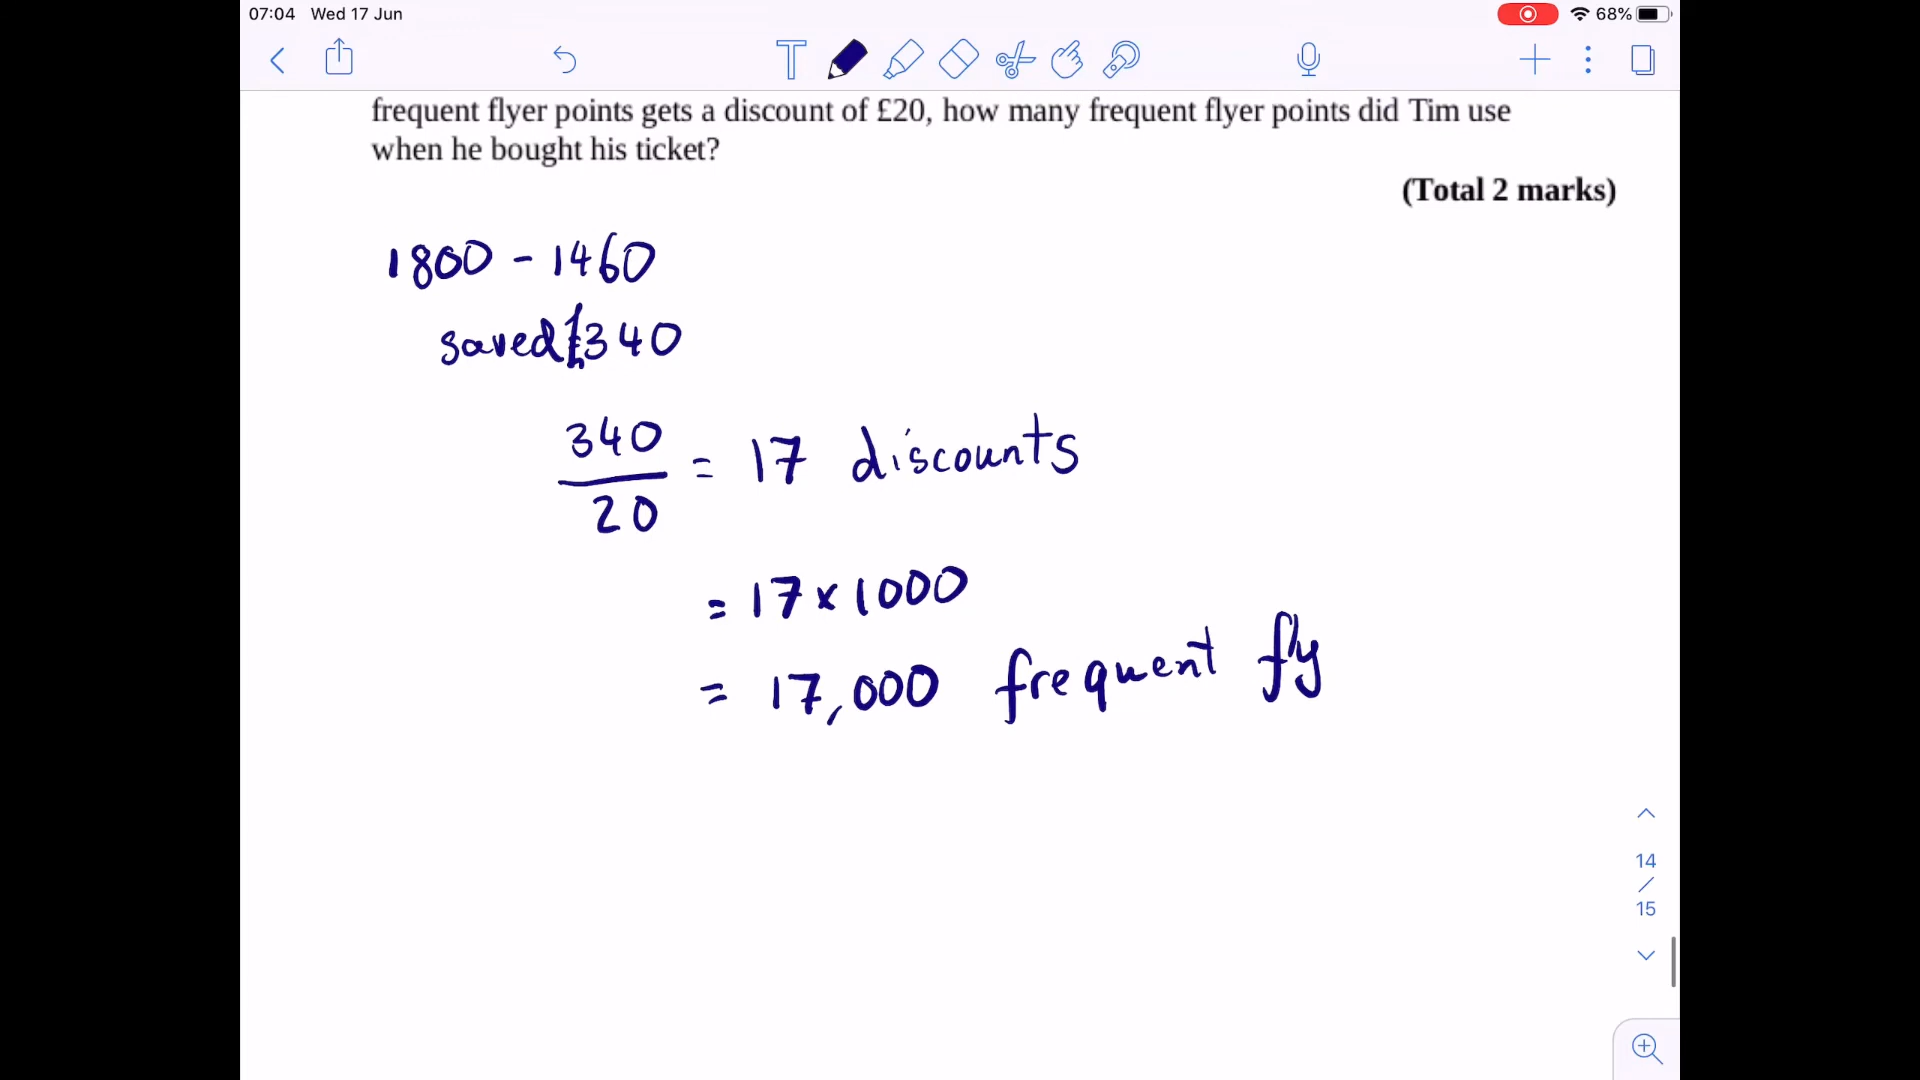 07:04 Wed 17 Jun 68%
frequent flyer points gets a discount of £20, how many frequent flyer points did Tim use
when he bought his ticket?
(Total 2 marks)
1800 - 1460
saved £340
340
20
= 17 discounts
= 17 × 1000
= 17,000 frequent fly
14
/
15